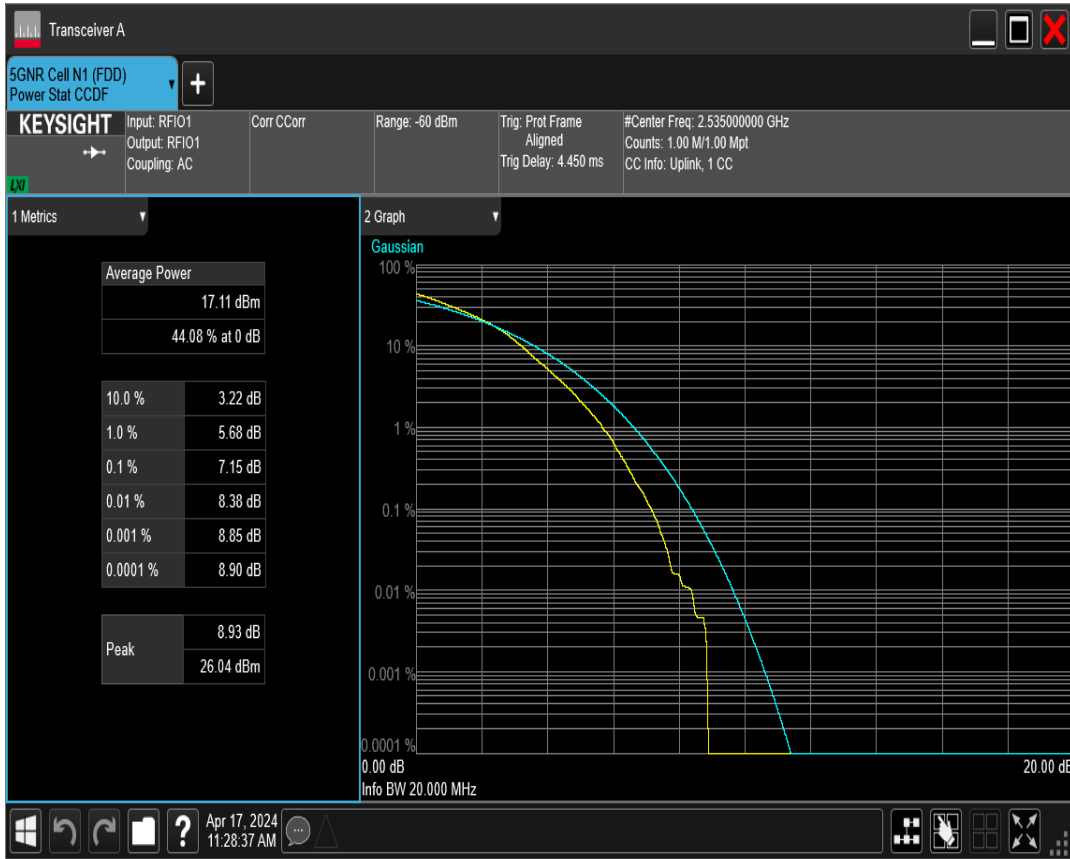 Transceiver A
5GNR Cell N1 (FDD)
Power Stat CCDF
+
KEYSIGHT
LXI
Input: RFIO1
Output: RFIO1
Coupling: AC
Corr CCorr
Range: -60 dBm
Trig: Prot Frame
Aligned
Trig Delay: 4.450 ms
#Center Freq: 2.535000000 GHz
Counts: 1.00 M/1.00 Mpt
CC Info: Uplink, 1 CC
1 Metrics
Average Power
17.11 dBm
44.08 % at 0 dB
10.0 % 3.22 dB
1.0 % 5.68 dB
0.1 % 7.15 dB
0.01 % 8.38 dB
0.001 % 8.85 dB
0.0001 % 8.90 dB
Peak
8.93 dB
26.04 dBm
2 Graph
Gaussian
100 %
10 %
1 %
0.1 %
0.01 %
0.001 %
0.0001 %
0.00 dB 20.00 dB
Info BW 20.000 MHz
?
Apr 17, 2024
11:28:37 AM